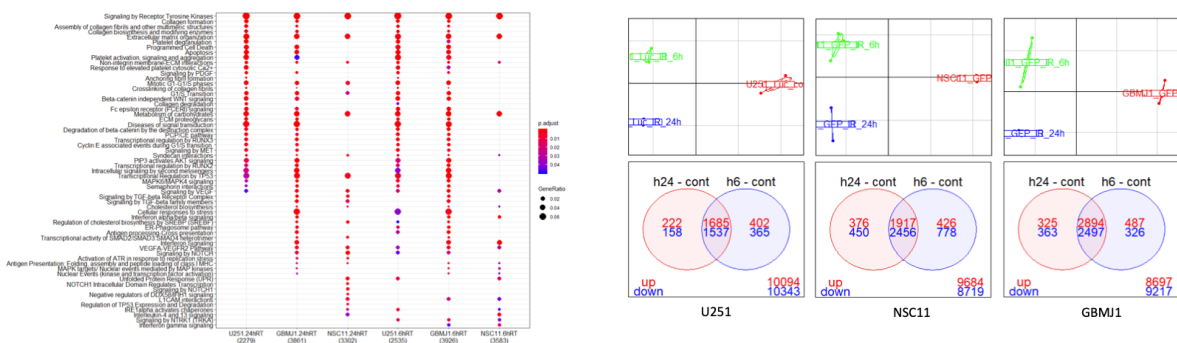 Signaling by Receptor Tyrosine Kinases
Collagen formation
Assembly of collagen fibrils and other multimeric structures
Collagen biosynthesis and modifying enzymes
Extracellular matrix organization
Platelet degranulation
Programmed Cell Death
Apoptosis
Platelet activation, signaling and aggregation
Non-integrin membrane-ECM interactions
Response to elevated platelet cytosolic Ca2+
Signaling by PDGF
Anchoring fibril formation
Mitotic G1-G1/S phases
Crosslinking of collagen fibrils
G1/S Transition
Beta-catenin independent WNT signaling
Collagen degradation
Fc epsilon receptor (FCERI) signaling
Metabolism of carbohydrates
ECM proteoglycans
Diseases of signal transduction
Degradation of beta-catenin by the destruction complex
PCP/CE pathway
Transcriptional regulation by RUNX3
Cyclin E associated events during G1/S transition
Signaling by MET
Syndecan interactions
PIP3 activates AKT signaling
Transcriptional regulation by RUNX2
Intracellular signaling by second messengers
Transcriptional Regulation by TP53
MAPK6/MAPK4 signaling
Semaphorin interactions
Signaling by VEGF
Signaling by TGF-beta Receptor Complex
Signaling by TGF-beta family members
Cholesterol biosynthesis
Cellular responses to stress
Interferon alpha/beta signaling
Regulation of cholesterol biosynthesis by SREBP (SREBF)
ER-Phagosome pathway
Antigen processing-Cross presentation
Transcriptional activity of SMAD2/SMAD3:SMAD4 heterotrimer
Interferon Signaling
VEGFA-VEGFR2 Pathway
Signaling by NOTCH
Activation of ATR in response to replication stress
Antigen Presentation: Folding, assembly and peptide loading of class I MHC
MAPK targets/ Nuclear events mediated by MAP kinases
Nuclear Events (kinase and transcription factor activation)
Unfolded Protein Response (UPR)
NOTCH1 Intracellular Domain Regulates Transcription
Signaling by NOTCH1
Negative regulators of DDX58/IFIH1 signaling
L1CAM interactions
Regulation of TP53 Expression and Degradation
IRE1alpha activates chaperones
Interleukin-4 and 13 signaling
Signaling by NTRK1 (TRKA)
Interferon gamma signaling
U251.24hRT GBMJ1.24hRT NSC11.24hRT U251.6hRT GBMJ1.6hRT NSC11.6hRT
(2279) (3861) (3302) (2535) (3926) (3583)
p.adjust
0.01
0.02
0.03
0.04
0.05
GeneRatio
0.02
0.04
0.06
IR_6h
U251
IR_24h
11_GFP_IR_6h
NSC11_GFP
GFP_IR_24h
GFP_IR_6h
GBMJ1_GFP
GFP_IR_24h
h24 - cont h6 - cont
222 1685 402
158 1537 365
up 10094
down 10343
U251
h24 - cont h6 - cont
376 1917 426
450 2456 778
up 9684
down 8719
NSC11
h24 - cont h6 - cont
325 2894 487
363 2497 326
up 8697
down 9217
GBMJ1